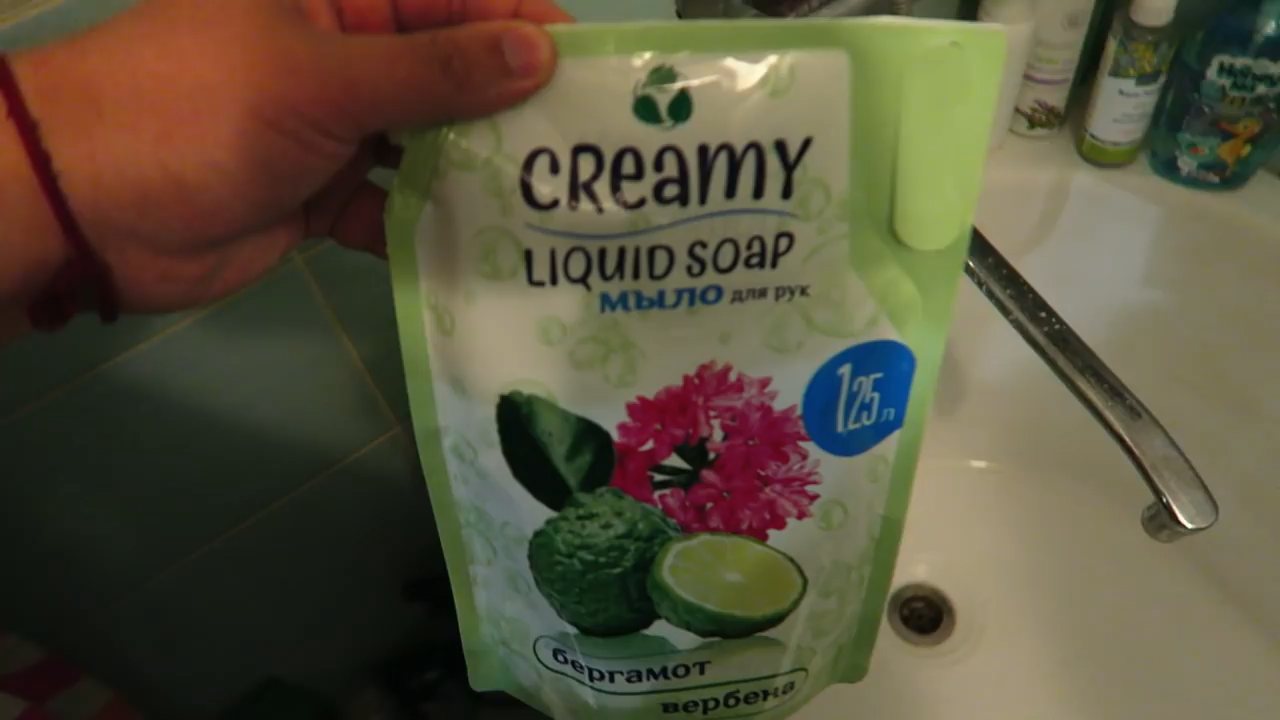 CReamY
LIQUID SOAP
мыло для рук
1,25 л
бергамот
вербена